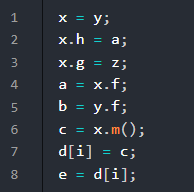 1 x = y;
2 x.h = a;
3 x.g = z;
4 a = x.f;
5 b = y.f;
6 c = x.m();
7 d[i] = c;
8 e = d[i];